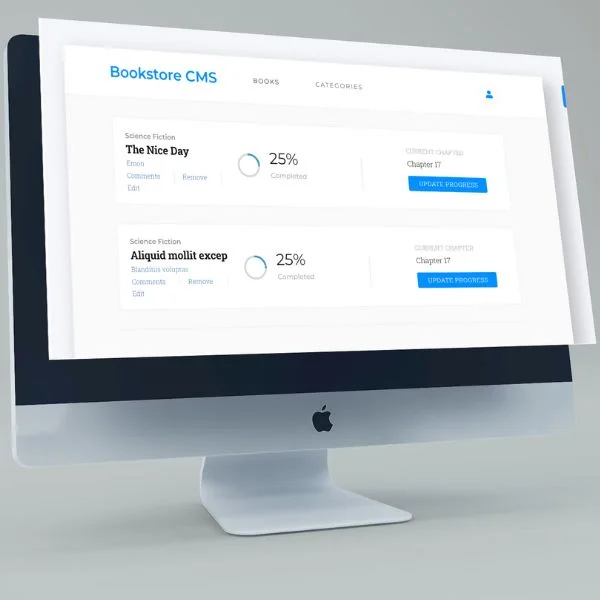 Bookstore CMS
BOOKS
CATEGORIES
Science Fiction
The Nice Day
Emon
Comments
Remove
Edit
25%
Completed
CURRENT CHAPTER
Chapter 17
UPDATE PROGRESS
Science Fiction
Aliquid mollit excep
Blanditiis voluptas
Comments
Remove
Edit
25%
Completed
CURRENT CHAPTER
Chapter 17
UPDATE PROGRESS